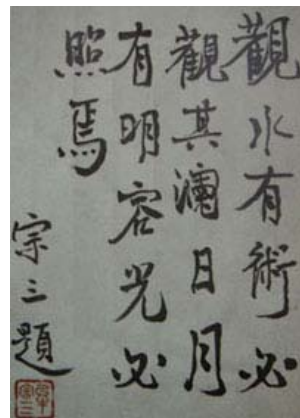 觀水有術必
觀其瀾日月
有明容光必
照焉
宗三題